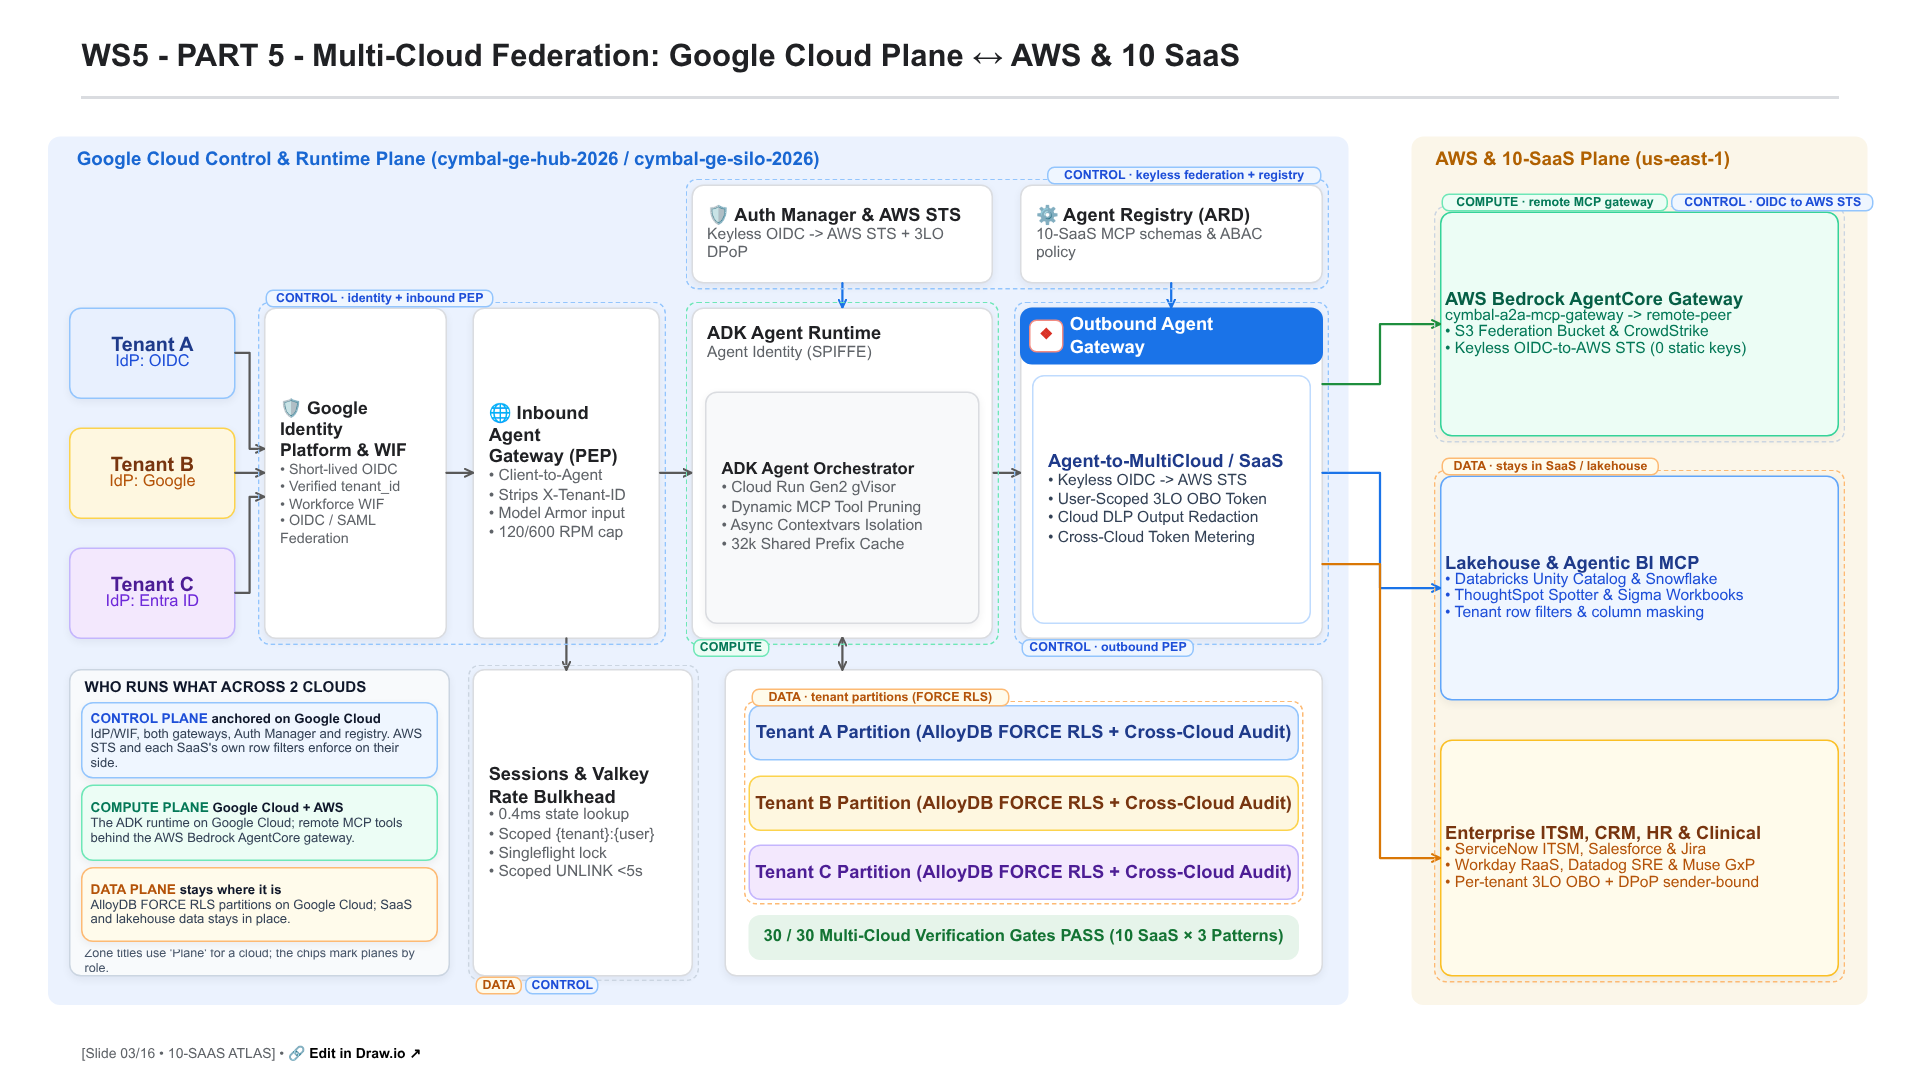 WS5 - PART 5 - Multi-Cloud Federation: Google Cloud Plane ↔ AWS & 10 SaaS
Google Cloud Control & Runtime Plane (cymbal-ge-hub-2026 / cymbal-ge-silo-2026)
CONTROL · keyless federation + registry
🛡️ Auth Manager & AWS STS
Keyless OIDC -> AWS STS + 3LO
DPoP
⚙️ Agent Registry (ARD)
10-SaaS MCP schemas & ABAC
policy
CONTROL · identity + inbound PEP
Tenant A
IdP: OIDC
Tenant B
IdP: Google
Tenant C
IdP: Entra ID
🛡️ Google
Identity
Platform & WIF
• Short-lived OIDC
• Verified tenant_id
• Workforce WIF
• OIDC / SAML
Federation
🌐 Inbound
Agent
Gateway (PEP)
• Client-to-Agent
• Strips X-Tenant-ID
• Model Armor input
• 120/600 RPM cap
ADK Agent Runtime
Agent Identity (SPIFFE)
ADK Agent Orchestrator
• Cloud Run Gen2 gVisor
• Dynamic MCP Tool Pruning
• Async Contextvars Isolation
• 32k Shared Prefix Cache
COMPUTE
Outbound Agent
Gateway
Agent-to-MultiCloud / SaaS
• Keyless OIDC -> AWS STS
• User-Scoped 3LO OBO Token
• Cloud DLP Output Redaction
• Cross-Cloud Token Metering
CONTROL · outbound PEP
WHO RUNS WHAT ACROSS 2 CLOUDS
CONTROL PLANE anchored on Google Cloud
IdP/WIF, both gateways, Auth Manager and registry. AWS
STS and each SaaS's own row filters enforce on their
side.
COMPUTE PLANE Google Cloud + AWS
The ADK runtime on Google Cloud; remote MCP tools
behind the AWS Bedrock AgentCore gateway.
DATA PLANE stays where it is
AlloyDB FORCE RLS partitions on Google Cloud; SaaS
and lakehouse data stays in place.
Zone titles use 'Plane' for a cloud; the chips mark planes by
role.
Sessions & Valkey
Rate Bulkhead
• 0.4ms state lookup
• Scoped {tenant}:{user}
• Singleflight lock
• Scoped UNLINK <5s
DATA
CONTROL
DATA · tenant partitions (FORCE RLS)
Tenant A Partition (AlloyDB FORCE RLS + Cross-Cloud Audit)
Tenant B Partition (AlloyDB FORCE RLS + Cross-Cloud Audit)
Tenant C Partition (AlloyDB FORCE RLS + Cross-Cloud Audit)
30 / 30 Multi-Cloud Verification Gates PASS (10 SaaS × 3 Patterns)
AWS & 10-SaaS Plane (us-east-1)
COMPUTE · remote MCP gateway
CONTROL · OIDC to AWS STS
AWS Bedrock AgentCore Gateway
cymbal-a2a-mcp-gateway -> remote-peer
• S3 Federation Bucket & CrowdStrike
• Keyless OIDC-to-AWS STS (0 static keys)
DATA · stays in SaaS / lakehouse
Lakehouse & Agentic BI MCP
• Databricks Unity Catalog & Snowflake
• ThoughtSpot Spotter & Sigma Workbooks
• Tenant row filters & column masking
Enterprise ITSM, CRM, HR & Clinical
• ServiceNow ITSM, Salesforce & Jira
• Workday RaaS, Datadog SRE & Muse GxP
• Per-tenant 3LO OBO + DPoP sender-bound
[Slide 03/16 • 10-SAAS ATLAS] • 🔗 Edit in Draw.io ↗